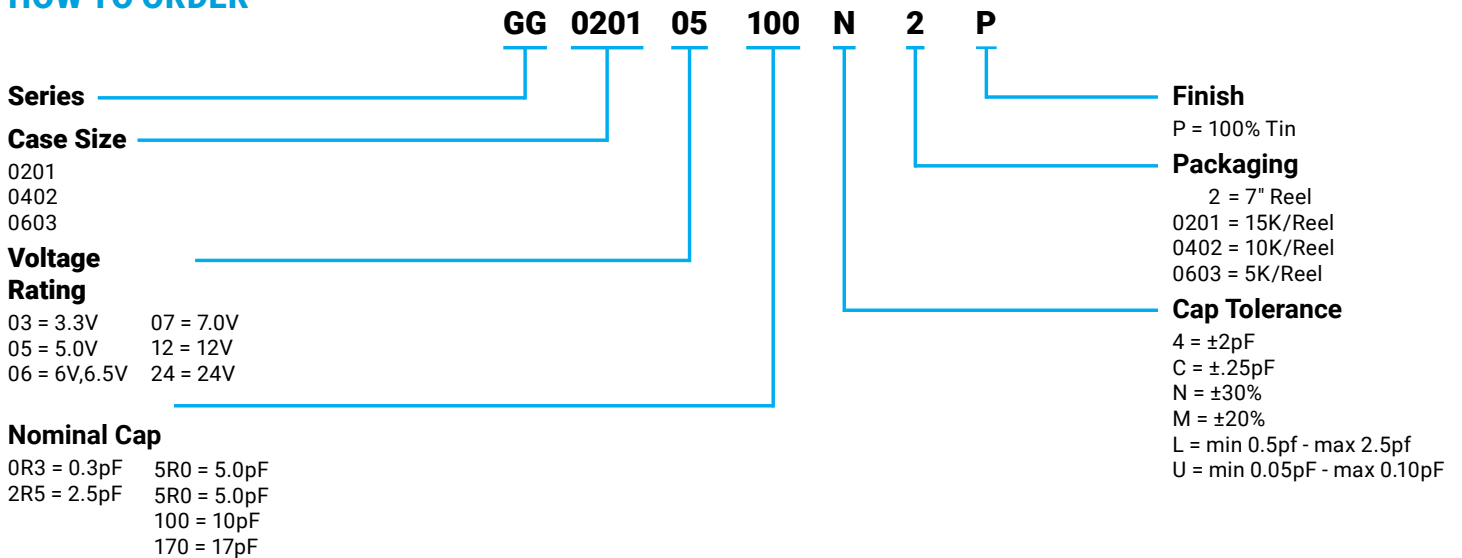 HOW TO ORDER
GG 0201 05 100 N 2 P
Series
Case Size
0201
0402
0603
Voltage
Rating
03 = 3.3V 07 = 7.0V
05 = 5.0V 12 = 12V
06 = 6V,6.5V 24 = 24V
Nominal Cap
0R3 = 0.3pF 5R0 = 5.0pF
2R5 = 2.5pF 5R0 = 5.0pF
100 = 10pF
170 = 17pF
Finish
P = 100% Tin
Packaging
2 = 7" Reel
0201 = 15K/Reel
0402 = 10K/Reel
0603 = 5K/Reel
Cap Tolerance
4 = ±2pF
C = ±.25pF
N = ±30%
M = ±20%
L = min 0.5pf - max 2.5pf
U = min 0.05pF - max 0.10pF